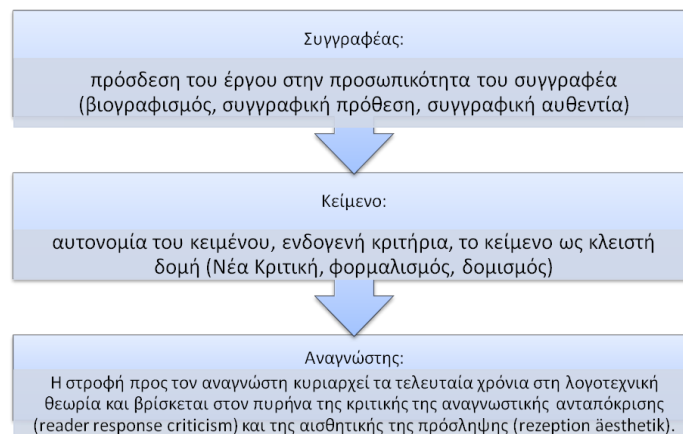 Συγγραφέας:
πρόσδεση του έργου στην προσωπικότητα του συγγραφέα
(βιογραφισμός, συγγραφική πρόθεση, συγγραφική αυθεντία)
Κείμενο:
αυτονομία του κειμένου, ενδογενή κριτήρια, το κείμενο ως κλειστή
δομή (Νέα Κριτική, φορμαλισμός, δομισμός)
Αναγνώστης:
Η στροφή προς τον αναγνώστη κυριαρχεί τα τελευταία χρόνια στη λογοτεχνική
θεωρία και βρίσκεται στον πυρήνα της κριτικής της αναγνωστικής ανταπόκρισης
(reader response criticism) και της αισθητικής της πρόσληψης (rezeption äesthetik).